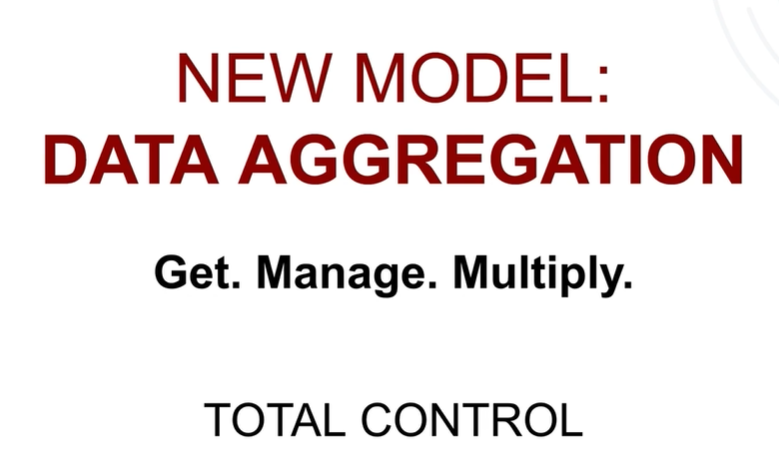 NEW MODEL:
DATA AGGREGATION
Get. Manage. Multiply.
TOTAL CONTROL